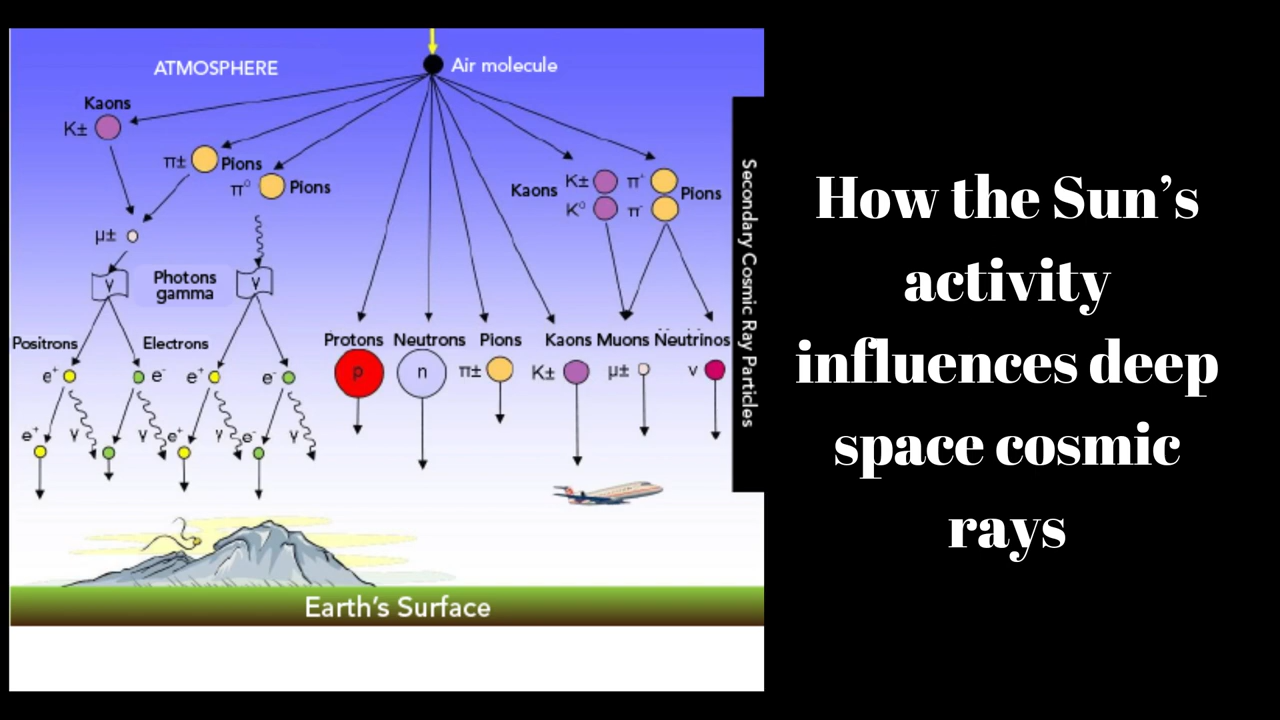 ATMOSPHERE
Air molecule
Kaons
K±
π±
Pions
π⁰
Pions
Kaons
K±
K⁰
π⁺
π⁻
Pions
μ±
γ
Photons
gamma
γ
Positrons
Electrons
e⁺
e⁻
e⁺
e⁻
e⁺
γ
γ
e⁺
γ
e⁻
γ
Protons
Neutrons
Pions
Kaons
Muons
Neutrinos
p
n
π±
K±
μ±
ν
Secondary Cosmic Ray Particles
Earth's Surface
How the Sun’s
activity
influences deep
space cosmic
rays